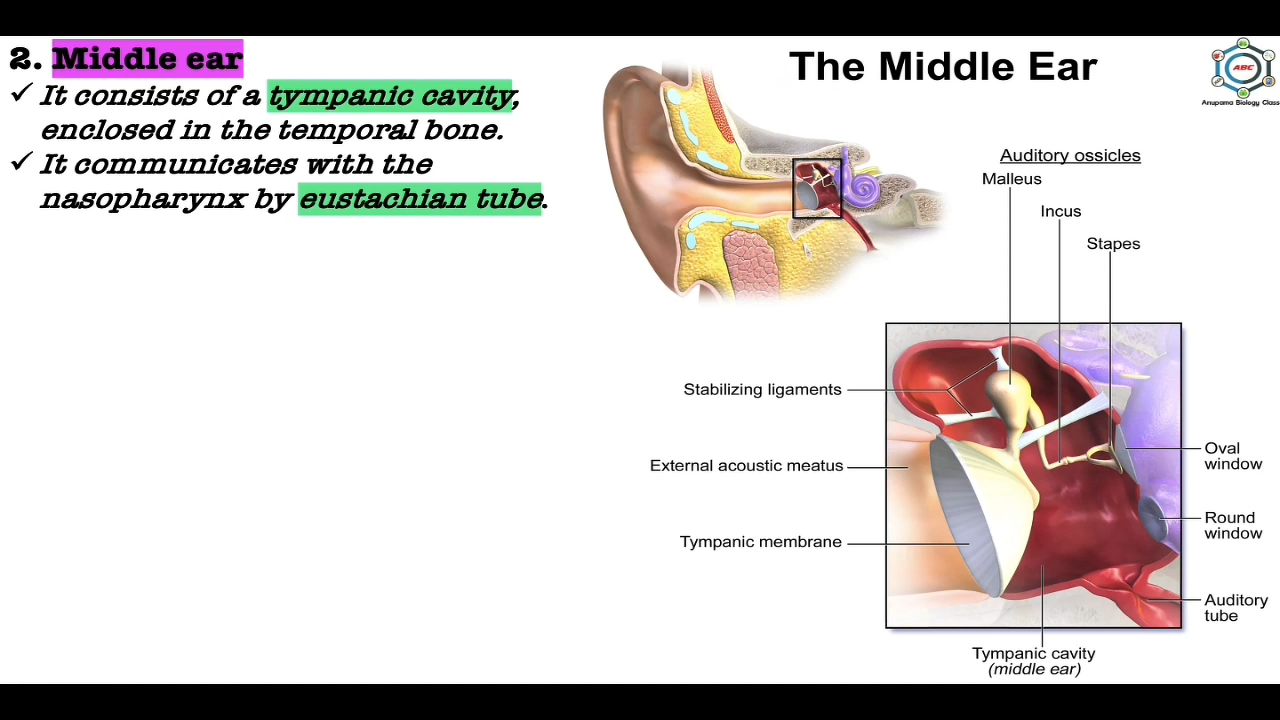 2. Middle ear
✓ It consists of a tympanic cavity,
enclosed in the temporal bone.
✓ It communicates with the
nasopharynx by eustachian tube.
The Middle Ear
ABC
Anupama Biology Class
Auditory ossicles
Malleus
Incus
Stapes
Stabilizing ligaments
External acoustic meatus
Tympanic membrane
Oval
window
Round
window
Auditory
tube
Tympanic cavity
(middle ear)